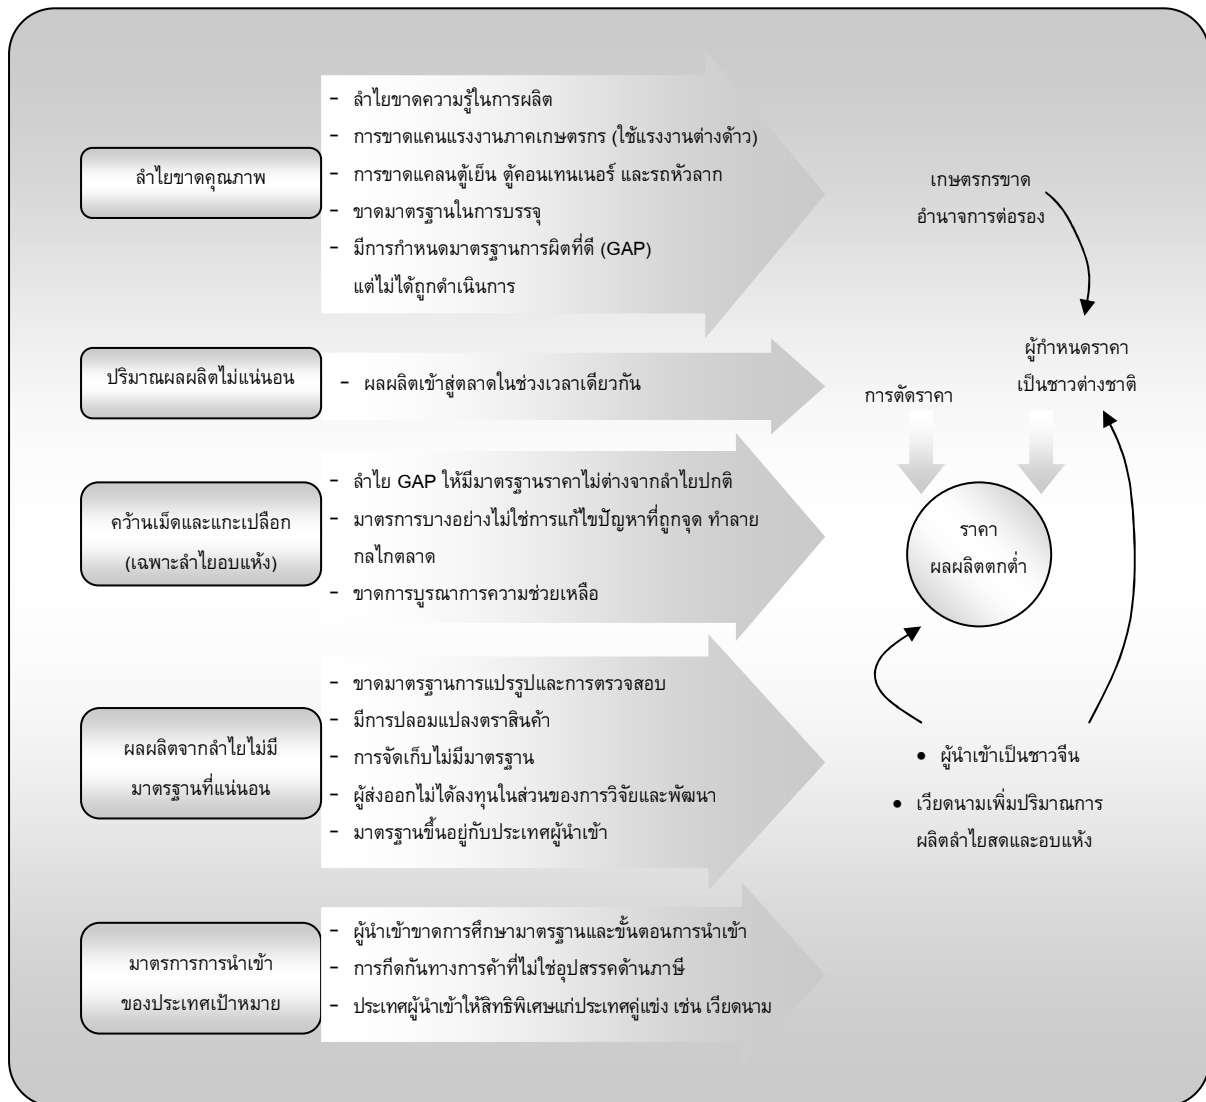 ลำไยขาดคุณภาพ
- ลำไยขาดความรู้ในการผลิต
- การขาดแคนแรงงานภาคเกษตรกร (ใช้แรงงานต่างด้าว)
- การขาดแคลนตู้เย็น ตู้คอนเทนเนอร์ และรถหัวลาก
- ขาดมาตรฐานในการบรรจุ
- มีการกำหนดมาตรฐานการผิตที่ดี (GAP)
แต่ไม่ได้ถูกดำเนินการ
ปริมาณผลผลิตไม่แน่นอน
- ผลผลิตเข้าสู่ตลาดในช่วงเวลาเดียวกัน
คว้านเม็ดและแกะเปลือก
(เฉพาะลำไยอบแห้ง)
- ลำไย GAP ให้มีมาตรฐานราคาไม่ต่างจากลำไยปกติ
- มาตรการบางอย่างไม่ใช่การแก้ไขปัญหาที่ถูกจุด ทำลาย
กลไกตลาด
- ขาดการบูรณาการความช่วยเหลือ
ผลผลิตจากลำไยไม่มี
มาตรฐานที่แน่นอน
- ขาดมาตรฐานการแปรรูปและการตรวจสอบ
- มีการปลอมแปลงตราสินค้า
- การจัดเก็บไม่มีมาตรฐาน
- ผู้ส่งออกไม่ได้ลงทุนในส่วนของการวิจัยและพัฒนา
- มาตรฐานขึ้นอยู่กับประเทศผู้นำเข้า
มาตรการการนำเข้า
ของประเทศเป้าหมาย
- ผู้นำเข้าขาดการศึกษามาตรฐานและขั้นตอนการนำเข้า
- การกีดกันทางการค้าที่ไม่ใช่อุปสรรคด้านภาษี
- ประเทศผู้นำเข้าให้สิทธิพิเศษแก่ประเทศคู่แข่ง เช่น เวียดนาม
เกษตรกรขาด
อำนาจการต่อรอง
ผู้กำหนดราคา
เป็นชาวต่างชาติ
การตัดราคา
ราคา
ผลผลิตตกต่ำ
• ผู้นำเข้าเป็นชาวจีน
• เวียดนามเพิ่มปริมาณการ
ผลิตลำไยสดและอบแห้ง